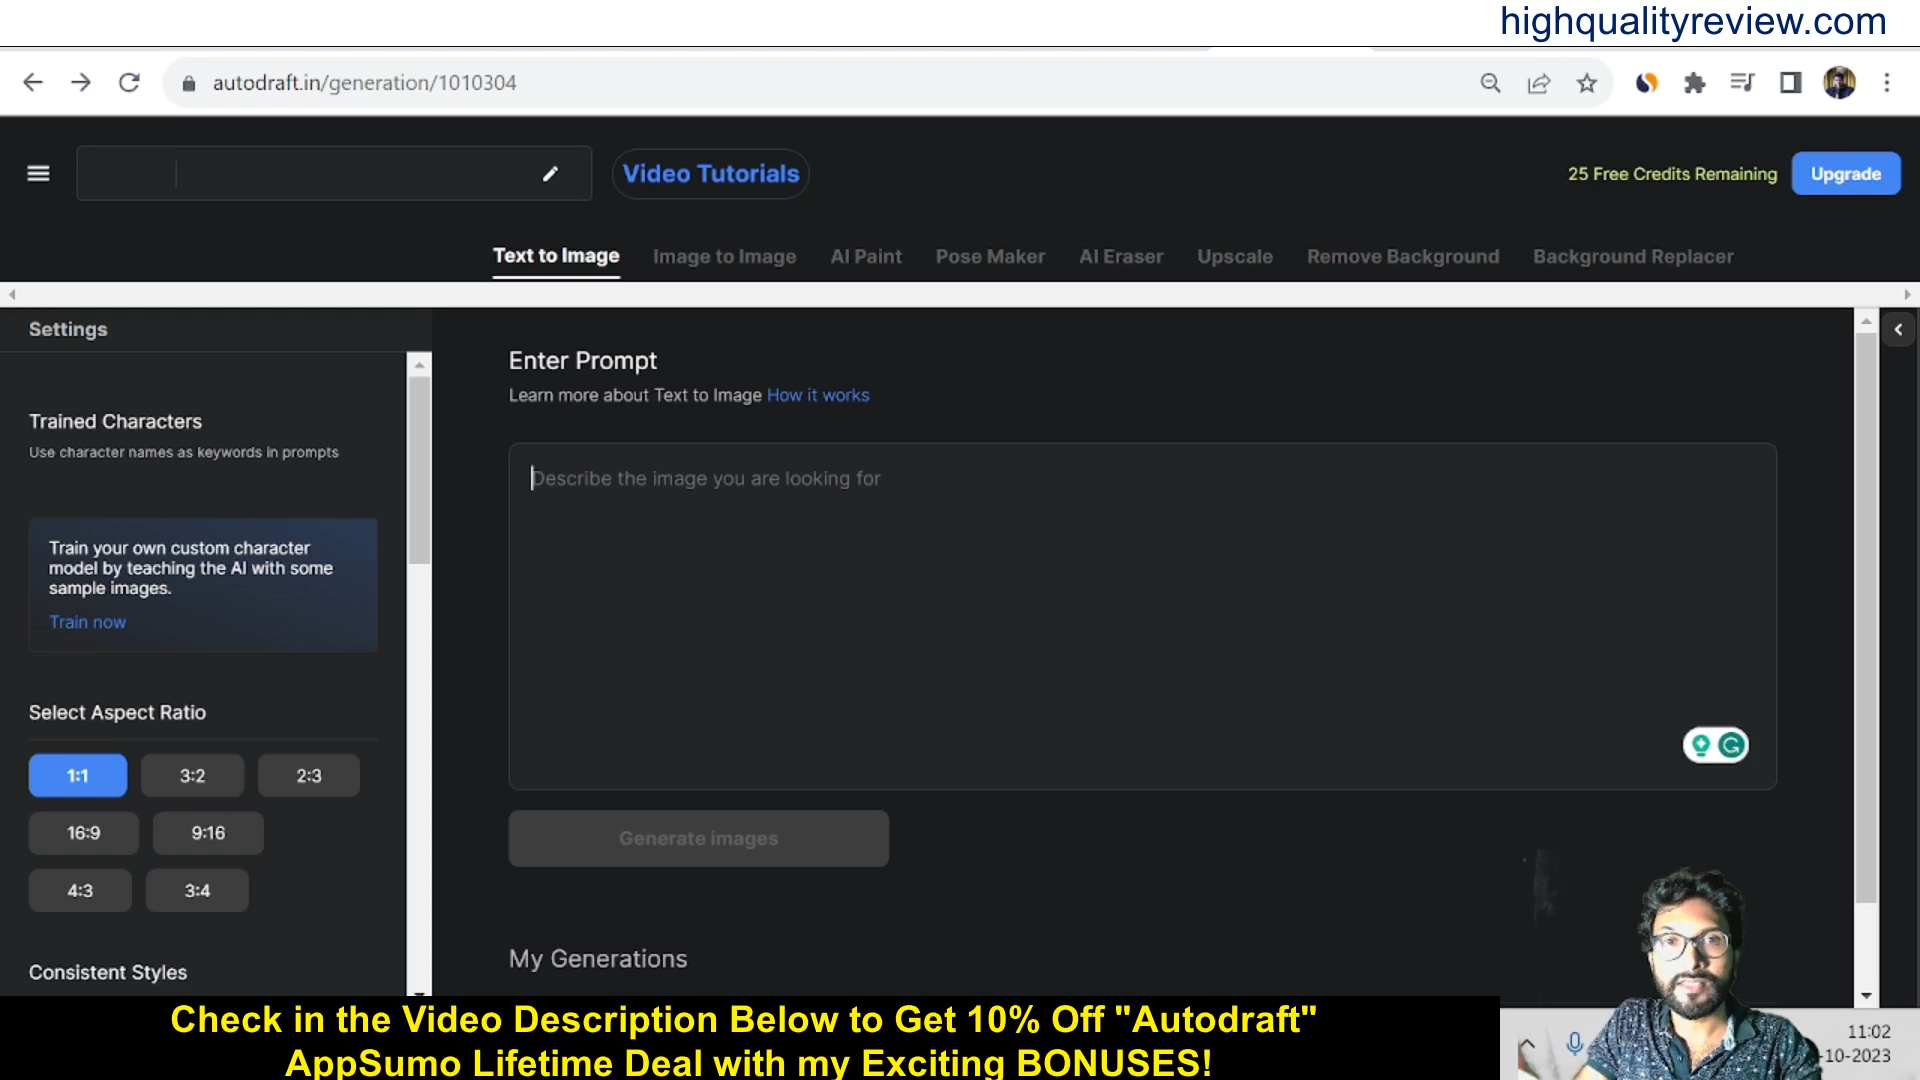 highqualityreview.com
autodraft.in/generation/1010304
Video Tutorials
25 Free Credits Remaining
Upgrade
Text to Image
Image to Image
AI Paint
Pose Maker
AI Eraser
Upscale
Remove Background
Background Replacer
Settings
Trained Characters
Use character names as keywords in prompts
Train your own custom character
model by teaching the AI with some
sample images.
Train now
Select Aspect Ratio
1:1
3:2
2:3
16:9
9:16
4:3
3:4
Consistent Styles
Enter Prompt
Learn more about Text to Image How it works
Describe the image you are looking for
Generate images
My Generations
Check in the Video Description Below to Get 10% Off "Autodraft"
AppSumo Lifetime Deal with my Exciting BONUSES!
11:02
-10-2023